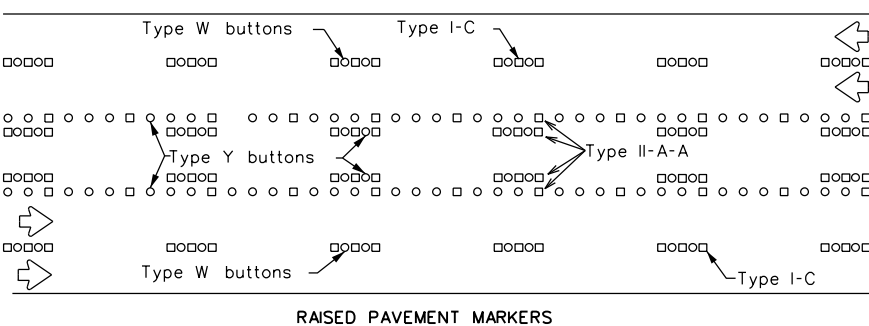 Type W buttons
Type I-C
Type Y buttons
Type II-A-A
Type W buttons
Type I-C
RAISED PAVEMENT MARKERS